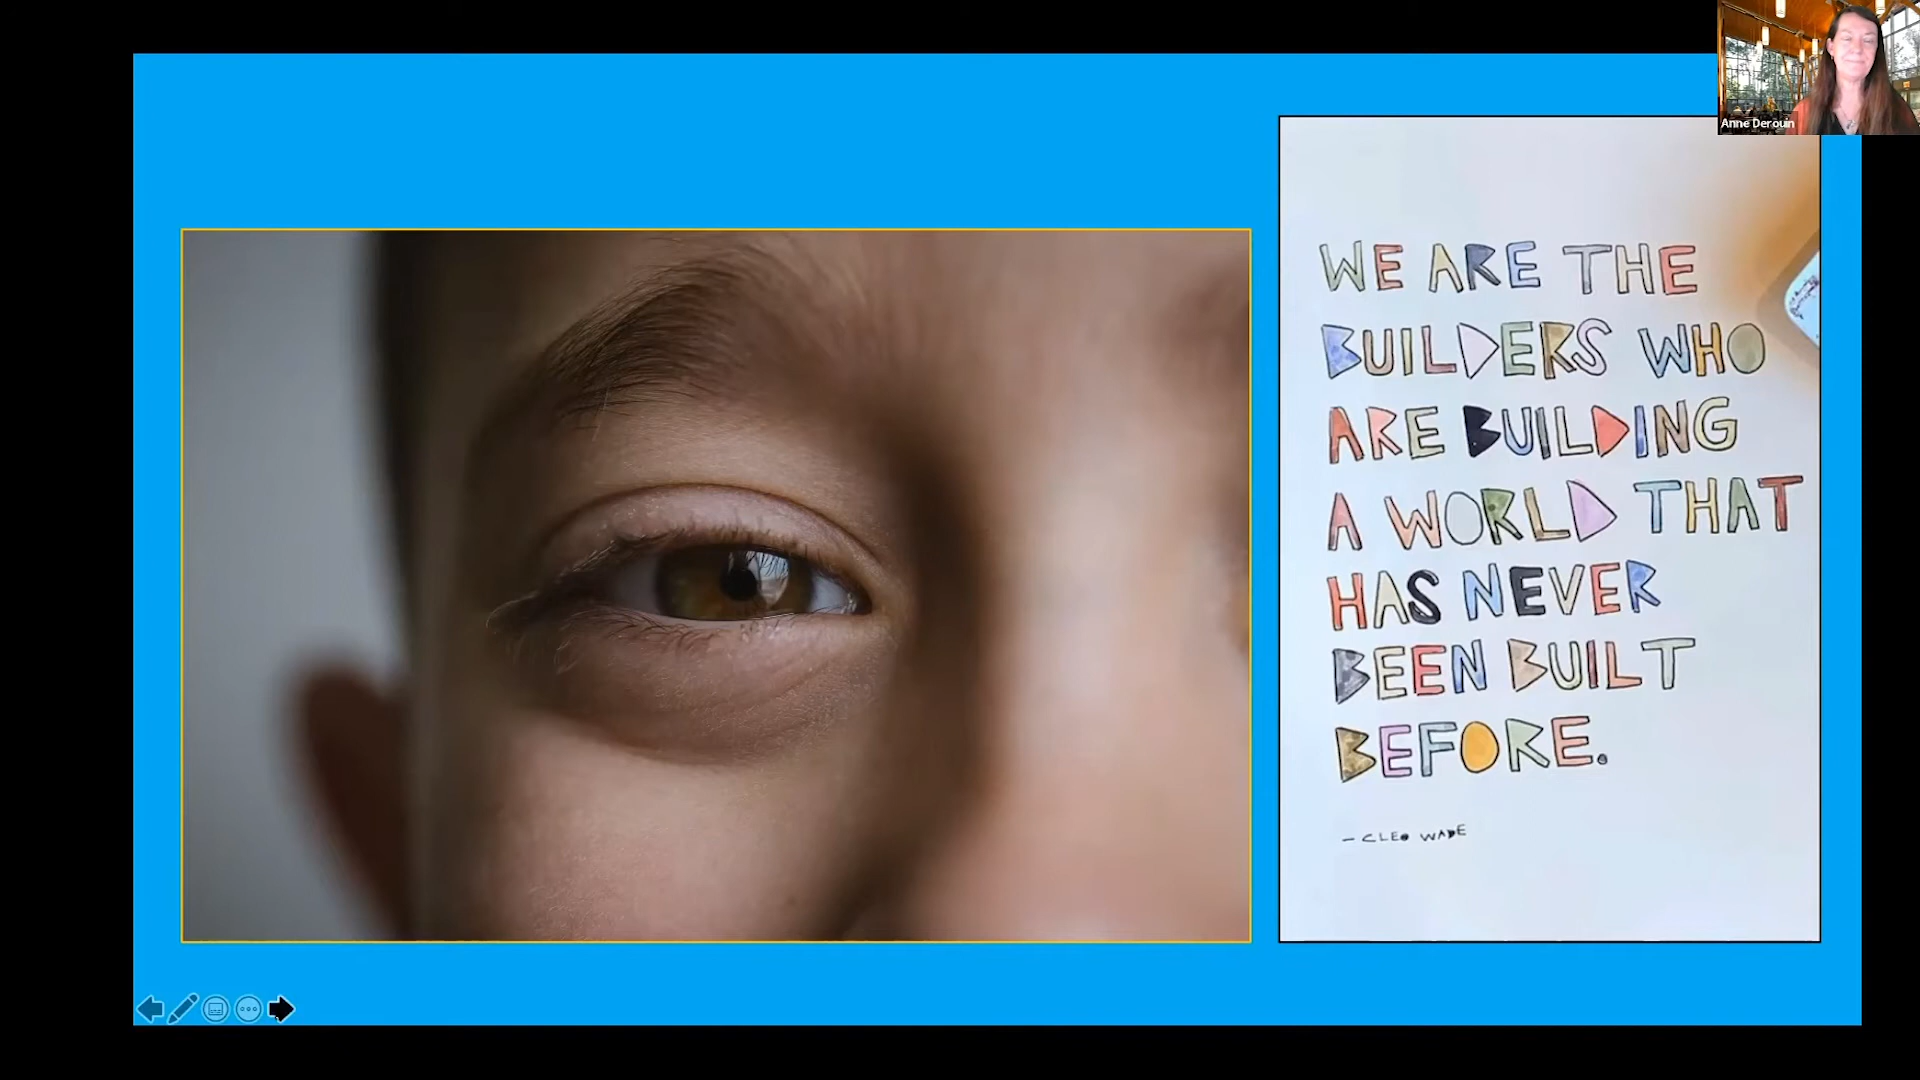 Anne Derouin
WE ARE THE
BUILDERS WHO
ARE BUILDING
A WORLD THAT
HAS NEVER
BEEN BUILT
BEFORE.
— CLEO WADE